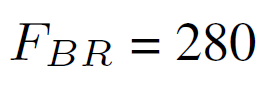 F_{BR} = 280